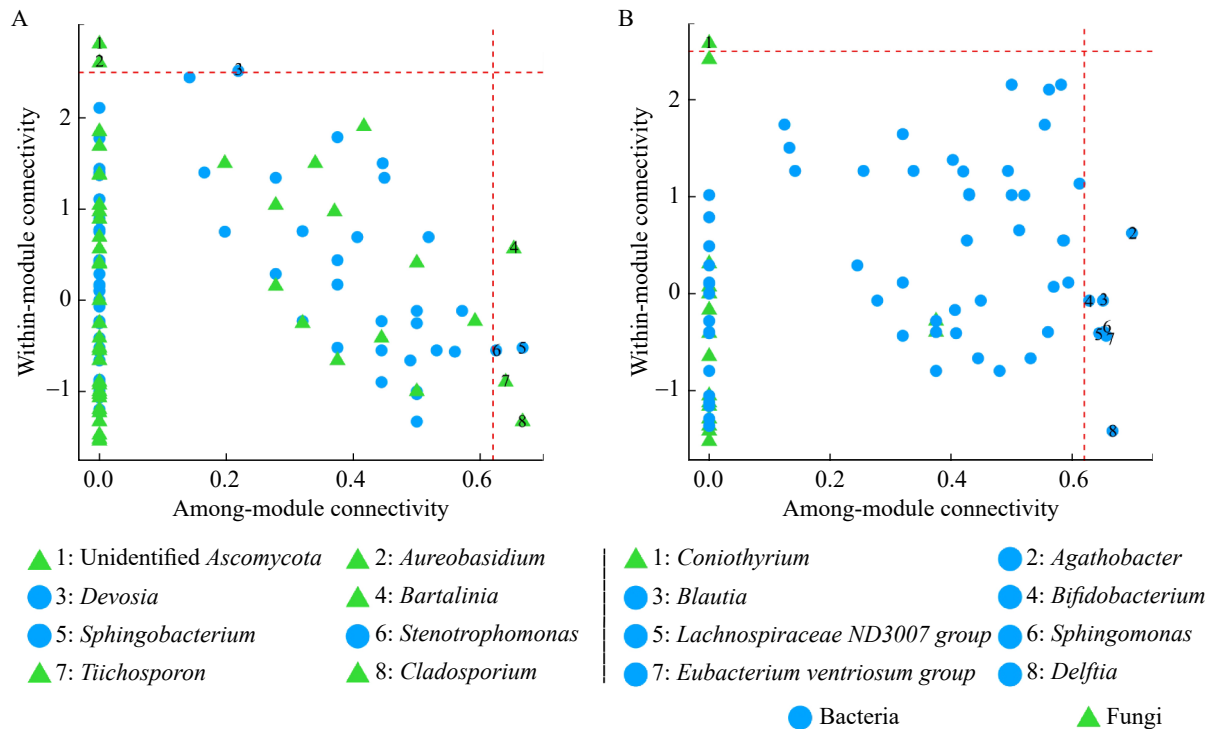 A
B
Within-module connectivity
2
1
0
−1
1
2
3
4
5
6
7
8
0.0 0.2 0.4 0.6
Among-module connectivity
Within-module connectivity
2
1
0
−1
1
2
3
4
5
6
7
8
0.0 0.2 0.4 0.6
Among-module connectivity
1: Unidentified Ascomycota 2: Aureobasidium
3: Devosia 4: Bartalinia
5: Sphingobacterium 6: Stenotrophomonas
7: Tiichosporon 8: Cladosporium
1: Coniothyrium 2: Agathobacter
3: Blautia 4: Bifidobacterium
5: Lachnospiraceae ND3007 group 6: Sphingomonas
7: Eubacterium ventriosum group 8: Delftia
Bacteria Fungi